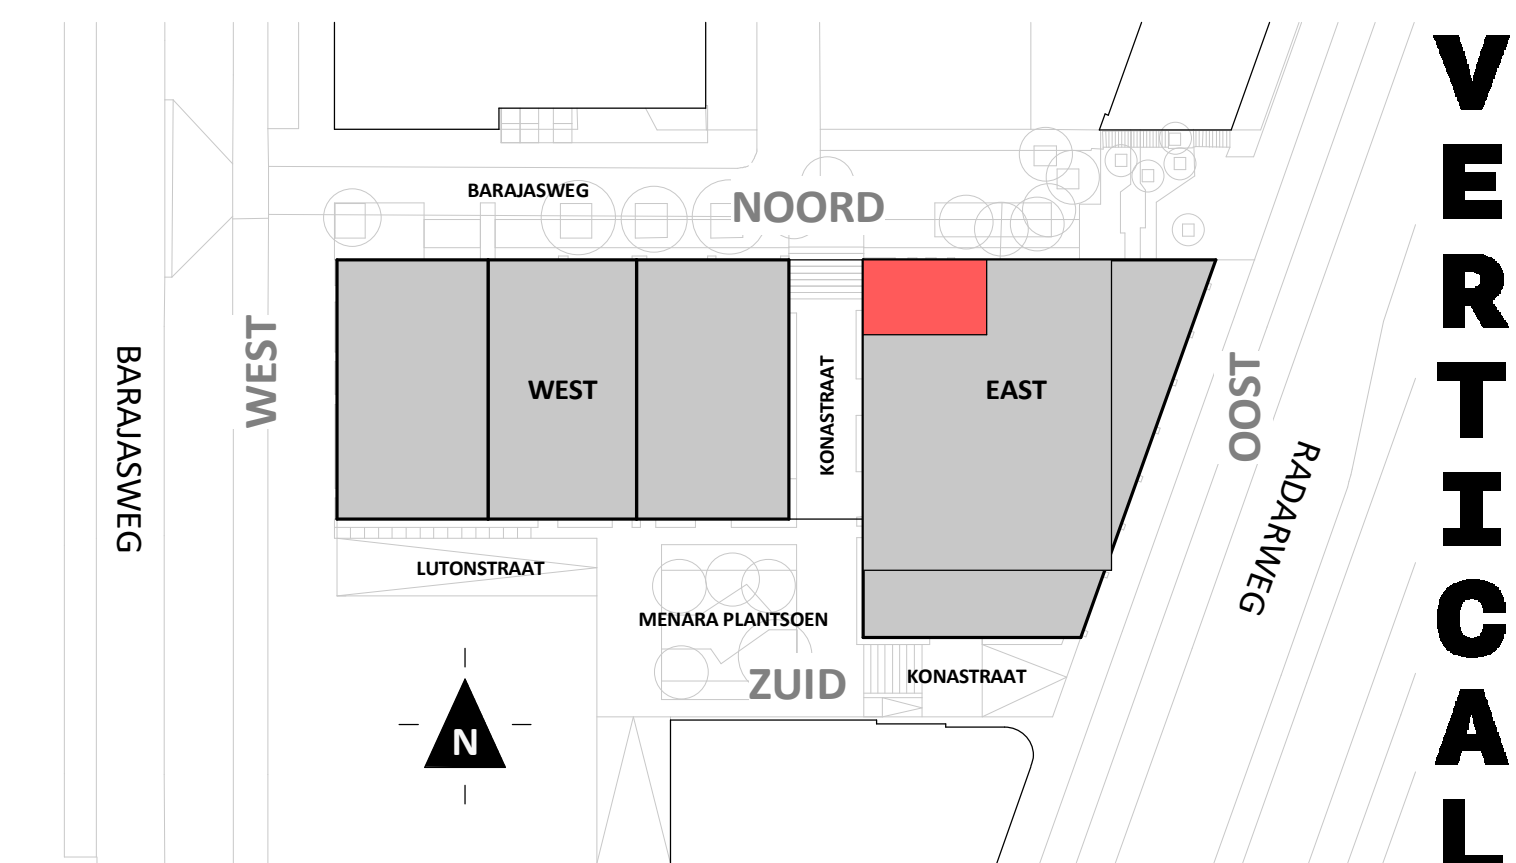 BARAJASWEG
NOORD
WEST
BARAJASWEG
WEST
KONASTRAAT
EAST
OOST
RADARWEG
LUTONSTRAAT
MENARA PLANTSOEN
ZUID
KONASTRAAT
N
VERTICAL